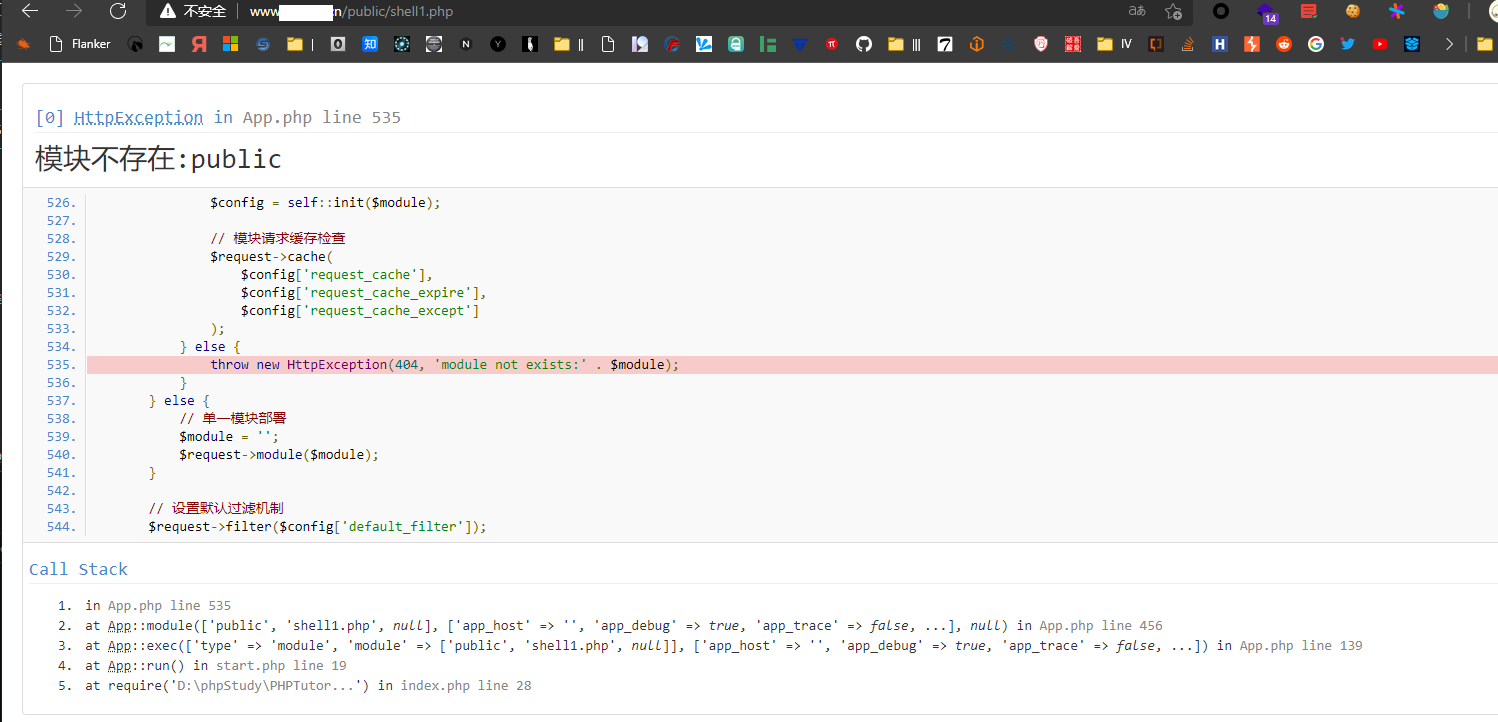 不安全 www n/public/shell1.php
14
Flanker
知
IV
[0] HttpException in App.php line 535
模块不存在:public
526. $config = self::init($module);
527.
528. // 模块请求缓存检查
529. $request->cache(
530. $config['request_cache'],
531. $config['request_cache_expire'],
532. $config['request_cache_except']
533. );
534. } else {
535. throw new HttpException(404, 'module not exists:' . $module);
536. }
537. } else {
538. // 单一模块部署
539. $module = '';
540. $request->module($module);
541. }
542.
543. // 设置默认过滤机制
544. $request->filter($config['default_filter']);
Call Stack
1. in App.php line 535
2. at App::module(['public', 'shell1.php', null], ['app_host' => '', 'app_debug' => true, 'app_trace' => false, ...], null) in App.php line 456
3. at App::exec(['type' => 'module', 'module' => ['public', 'shell1.php', null]], ['app_host' => '', 'app_debug' => true, 'app_trace' => false, ...]) in App.php line 139
4. at App::run() in start.php line 19
5. at require('D:\phpStudy\PHPTutor...') in index.php line 28